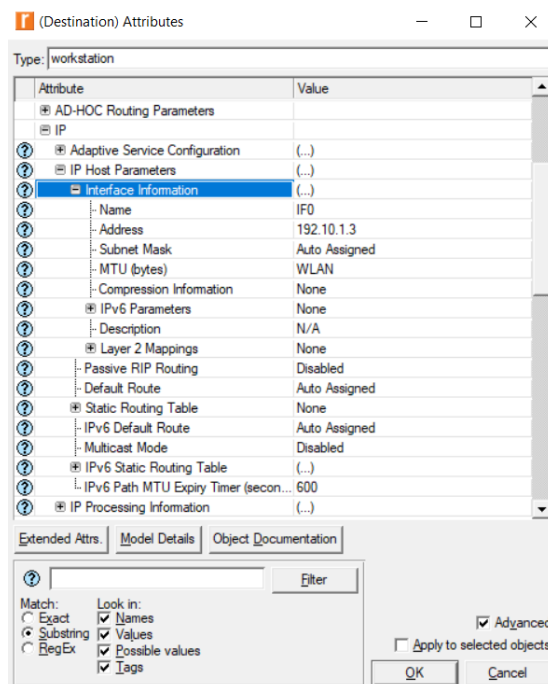 (Destination) Attributes
Type: workstation
Attribute Value
AD-HOC Routing Parameters
IP
Adaptive Service Configuration (...)
IP Host Parameters (...)
Interface Information (...)
Name IF0
Address 192.10.1.3
Subnet Mask Auto Assigned
MTU (bytes) WLAN
Compression Information None
IPv6 Parameters None
Description N/A
Layer 2 Mappings None
Passive RIP Routing Disabled
Default Route Auto Assigned
Static Routing Table None
IPv6 Default Route Auto Assigned
Multicast Mode Disabled
IPv6 Static Routing Table (...)
IPv6 Path MTU Expiry Timer (secon... 600
IP Processing Information (...)
Extended Attrs. Model Details Object Documentation
Filter
Match: Look in:
Exact Names
Substring Values
RegEx Possible values
Tags
Advanced
Apply to selected objects
OK Cancel